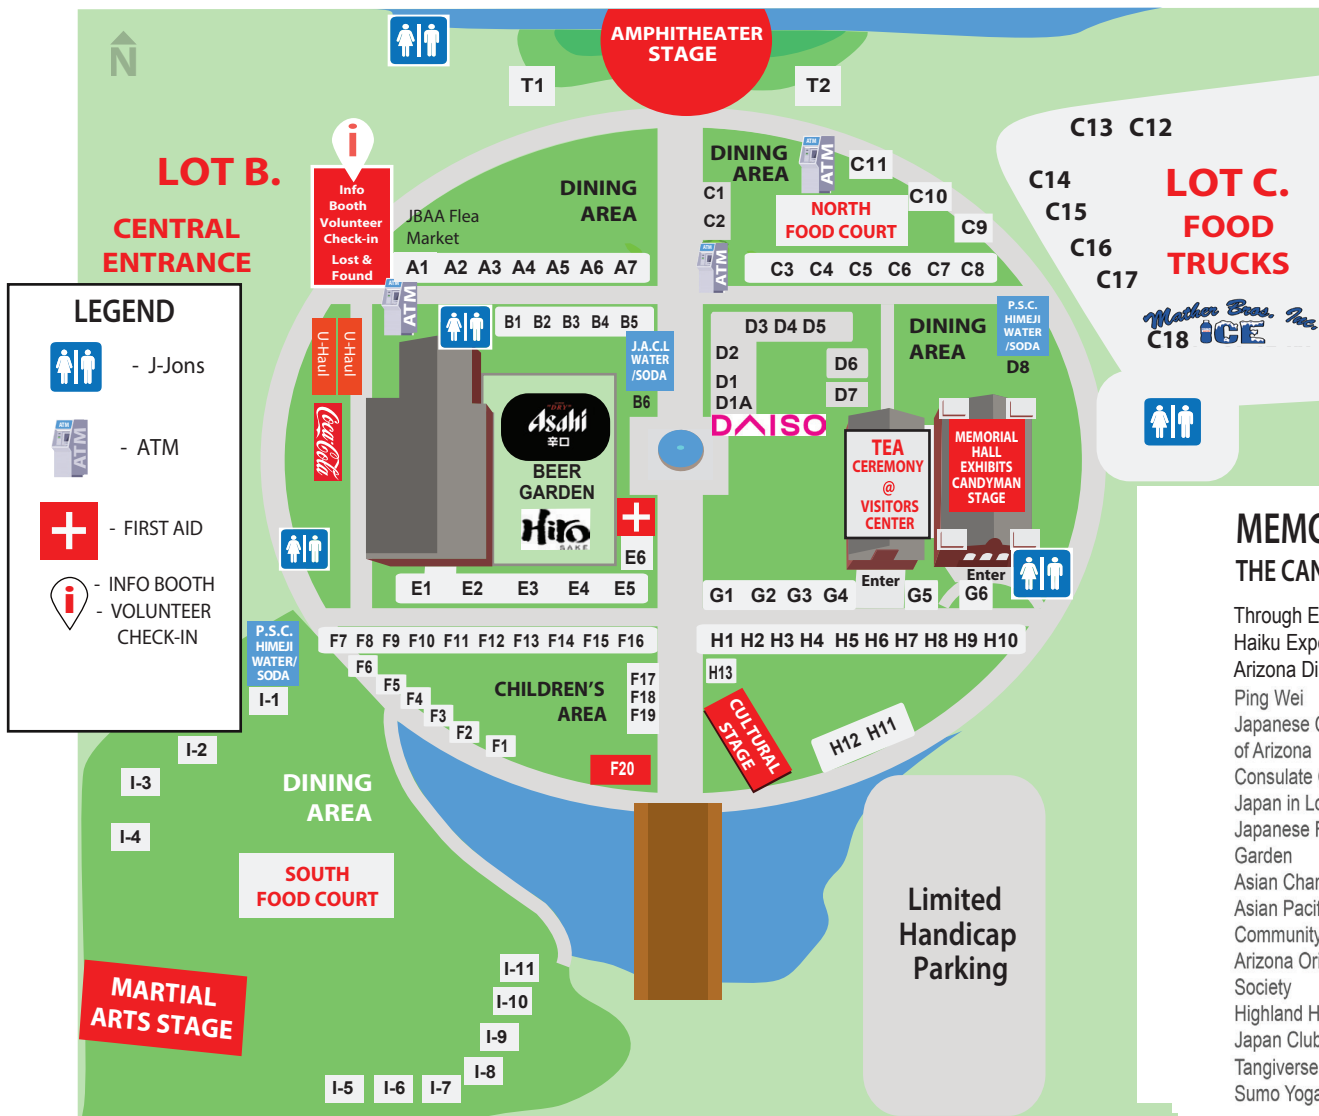 N
AMPHITHEATER
STAGE
T1
T2
LOT B.
CENTRAL
ENTRANCE
i
Info
Booth
Volunteer
Check-in
Lost &
Found
JBAA Flea
Market
DINING
AREA
A1 A2 A3 A4 A5 A6 A7
DINING
AREA
ATM
ATM
C11
C1
C2
C10
C9
NORTH
FOOD COURT
ATM
ATM
C3 C4 C5 C6 C7 C8
C13 C12
C14
C15
C16
C17
LOT C.
FOOD
TRUCKS
Mather Bros. Inc.
ICE
C18
LEGEND
- J-Jons
ATM
ATM
- ATM
- FIRST AID
i
- INFO BOOTH
- VOLUNTEER
CHECK-IN
ATM
ATM
U-Haul
U-Haul
Coca-Cola
B1 B2 B3 B4 B5
J.A.C.L
WATER
/SODA
B6
"DRY"
Asahi
辛口
BEER
GARDEN
Hiro
SAKE
E6
E1 E2 E3 E4 E5
D3 D4 D5
D2
D1
D1A
D6
D7
DAISO
DINING
AREA
P.S.C.
HIMEJI
WATER
/SODA
D8
TEA
CEREMONY
@
VISITORS
CENTER
Enter
MEMORIAL
HALL
EXHIBITS
CANDYMAN
STAGE
Enter
G1 G2 G3 G4 G5 G6
P.S.C.
HIMEJI
WATER/
SODA
F7 F8 F9 F10 F11 F12 F13 F14 F15 F16
F6
F5
F4
F3
F2
F1
CHILDREN'S
AREA
F17
F18
F19
F20
H1 H2 H3 H4 H5 H6 H7 H8 H9 H10
H13
CULTURAL
STAGE
H12 H11
I-1
I-2
I-3
I-4
DINING
AREA
SOUTH
FOOD COURT
MARTIAL
ARTS STAGE
I-11
I-10
I-9
I-8
I-5 I-6 I-7
Limited
Handicap
Parking
MEMO
THE CAN
Through E
Haiku Exp
Arizona Di
Ping Wei
Japanese
of Arizona
Consulate
Japan in Lo
Japanese F
Garden
Asian Char
Asian Pacif
Community
Arizona Ori
Society
Highland H
Japan Club
Tangiverse
Sumo Yoga